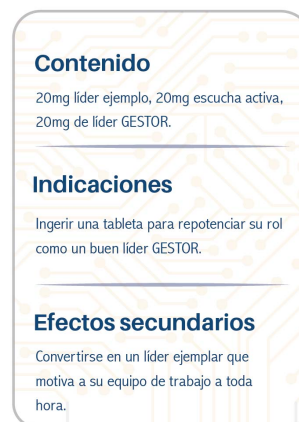 Contenido
20mg líder ejemplo, 20mg escucha activa,
20mg de líder GESTOR.
Indicaciones
Ingerir una tableta para repotenciar su rol
como un buen líder GESTOR.
Efectos secundarios
Convertirse en un líder ejemplar que
motiva a su equipo de trabajo a toda
hora.